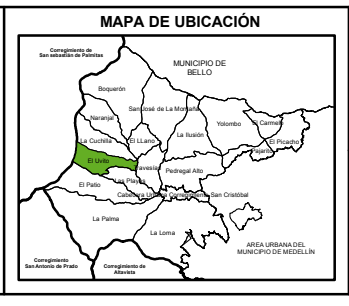 MAPA DE UBICACIÓN
Corregimiento de
San sebastián de Palmitas
MUNICIPIO DE
BELLO
Boquerón
San José de La Montaña
Naranjal
Yolombo
El Carmelo
La Ilusión
La Cuchilla
El LLano
El Picacho
Pajarito
El Uvito
Travesías
Pedregal Alto
El Patio
Las Playas
Cabecera Urbana Corregimiento San Cristóbal
La Palma
La Loma
AREA URBANA DEL
MUNICIPIO DE MEDELLÍN
Corregimiento
San Antonio de Prado
Corregimiento de
Altavista